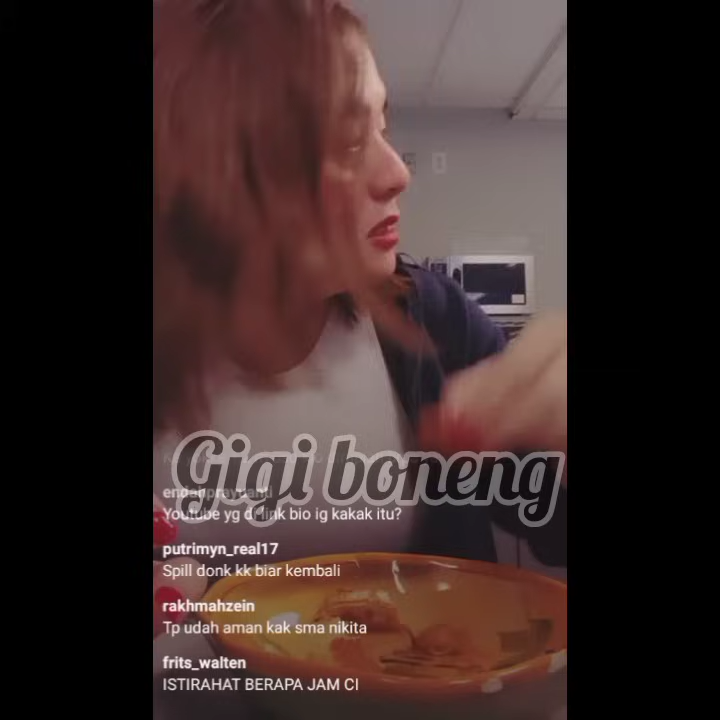 Gigi boneng
endahprayuanti
Youtube yg di link bio ig kakak itu?
putrimyn_real17
Spill donk kk biar kembali
rakhmahzein
Tp udah aman kak sma nikita
frits_walten
ISTIRAHAT BERAPA JAM CI